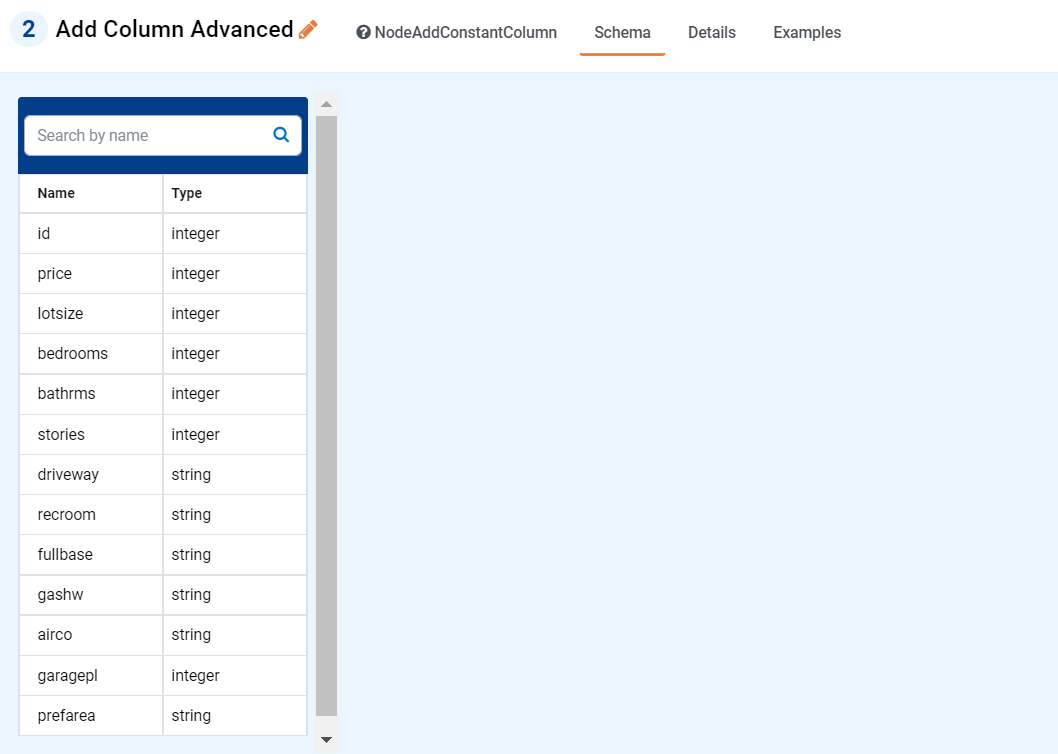 2 Add Column Advanced NodeAddConstantColumn Schema Details Examples
Search by name
Name Type
id integer
price integer
lotsize integer
bedrooms integer
bathrms integer
stories integer
driveway string
recroom string
fullbase string
gashw string
airco string
garagepl integer
prefarea string